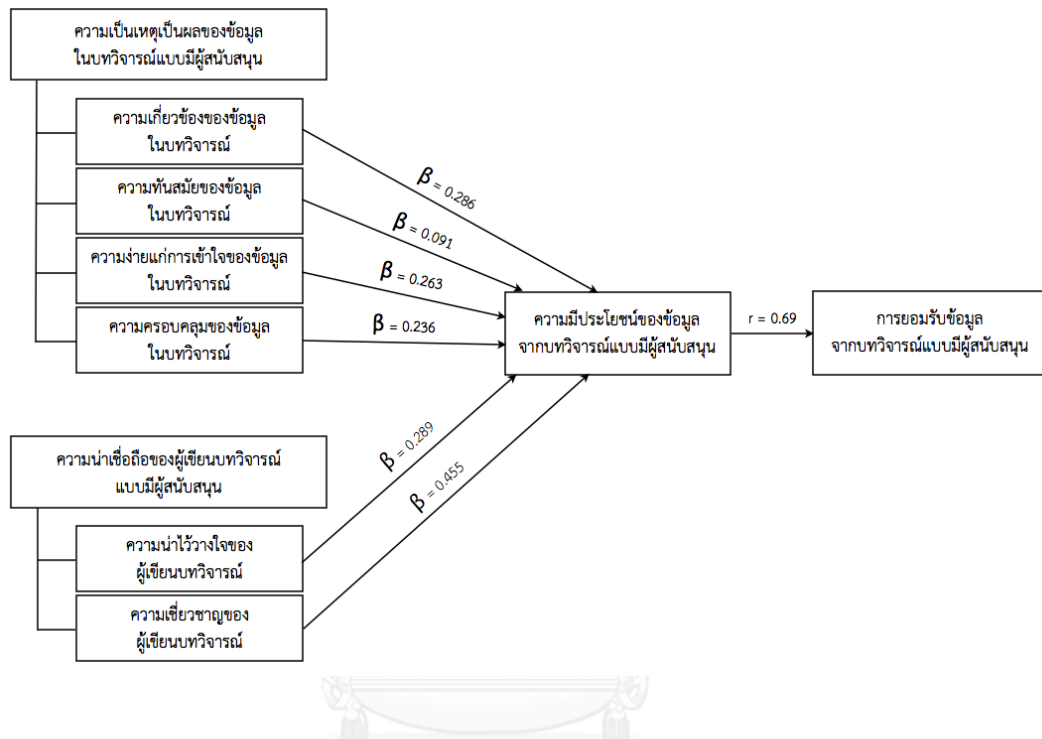 ความเป็นเหตุเป็นผลของข้อมูล
ในบทวิจารณ์แบบมีผู้สนับสนุน
ความเกี่ยวข้องของข้อมูล
ในบทวิจารณ์
ความทันสมัยของข้อมูล
ในบทวิจารณ์
ความง่ายแก่การเข้าใจของข้อมูล
ในบทวิจารณ์
ความครอบคลุมของข้อมูล
ในบทวิจารณ์
β = 0.286
β = 0.091
β = 0.263
β = 0.236
ความมีประโยชน์ของข้อมูล
จากบทวิจารณ์แบบมีผู้สนับสนุน
r = 0.69
การยอมรับข้อมูล
จากบทวิจารณ์แบบมีผู้สนับสนุน
β = 0.289
β = 0.455
ความน่าเชื่อถือของผู้เขียนบทวิจารณ์
แบบมีผู้สนับสนุน
ความน่าไว้วางใจของ
ผู้เขียนบทวิจารณ์
ความเชี่ยวชาญของ
ผู้เขียนบทวิจารณ์